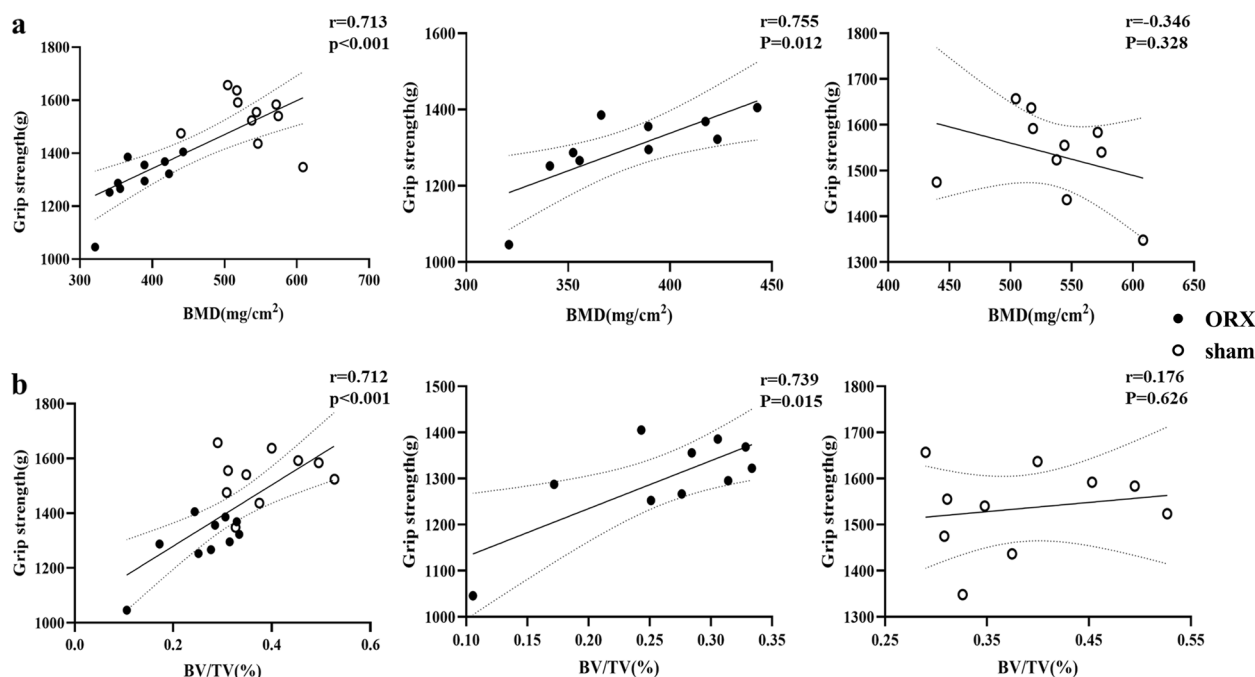 a
r=0.713
p<0.001
1800
1600
1400
1200
1000
Grip strength(g)
300 400 500 600 700
BMD(mg/cm²)
r=0.755
P=0.012
1600
1400
1200
1000
Grip strength(g)
300 350 400 450
BMD(mg/cm²)
r=-0.346
P=0.328
1800
1700
1600
1500
1400
1300
Grip strength(g)
400 450 500 550 600 650
BMD(mg/cm²)
ORX
sham
b
r=0.712
p<0.001
1800
1600
1400
1200
1000
Grip strength(g)
0.0 0.2 0.4 0.6
BV/TV(%)
r=0.739
P=0.015
1500
1400
1300
1200
1100
1000
Grip strength(g)
0.10 0.15 0.20 0.25 0.30 0.35
BV/TV(%)
r=0.176
P=0.626
1800
1700
1600
1500
1400
1300
Grip strength(g)
0.25 0.35 0.45 0.55
BV/TV(%)